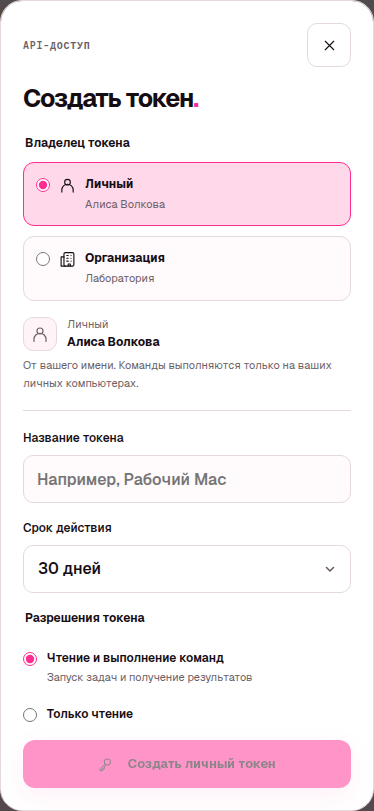 API-ДОСТУП
Создать токен.
Владелец токена
Личный
Алиса Волкова
Организация
Лаборатория
Личный
Алиса Волкова
От вашего имени. Команды выполняются только на ваших
личных компьютерах.
Название токена
Например, Рабочий Mac
Срок действия
30 дней
Разрешения токена
Чтение и выполнение команд
Запуск задач и получение результатов
Только чтение
Создать личный токен